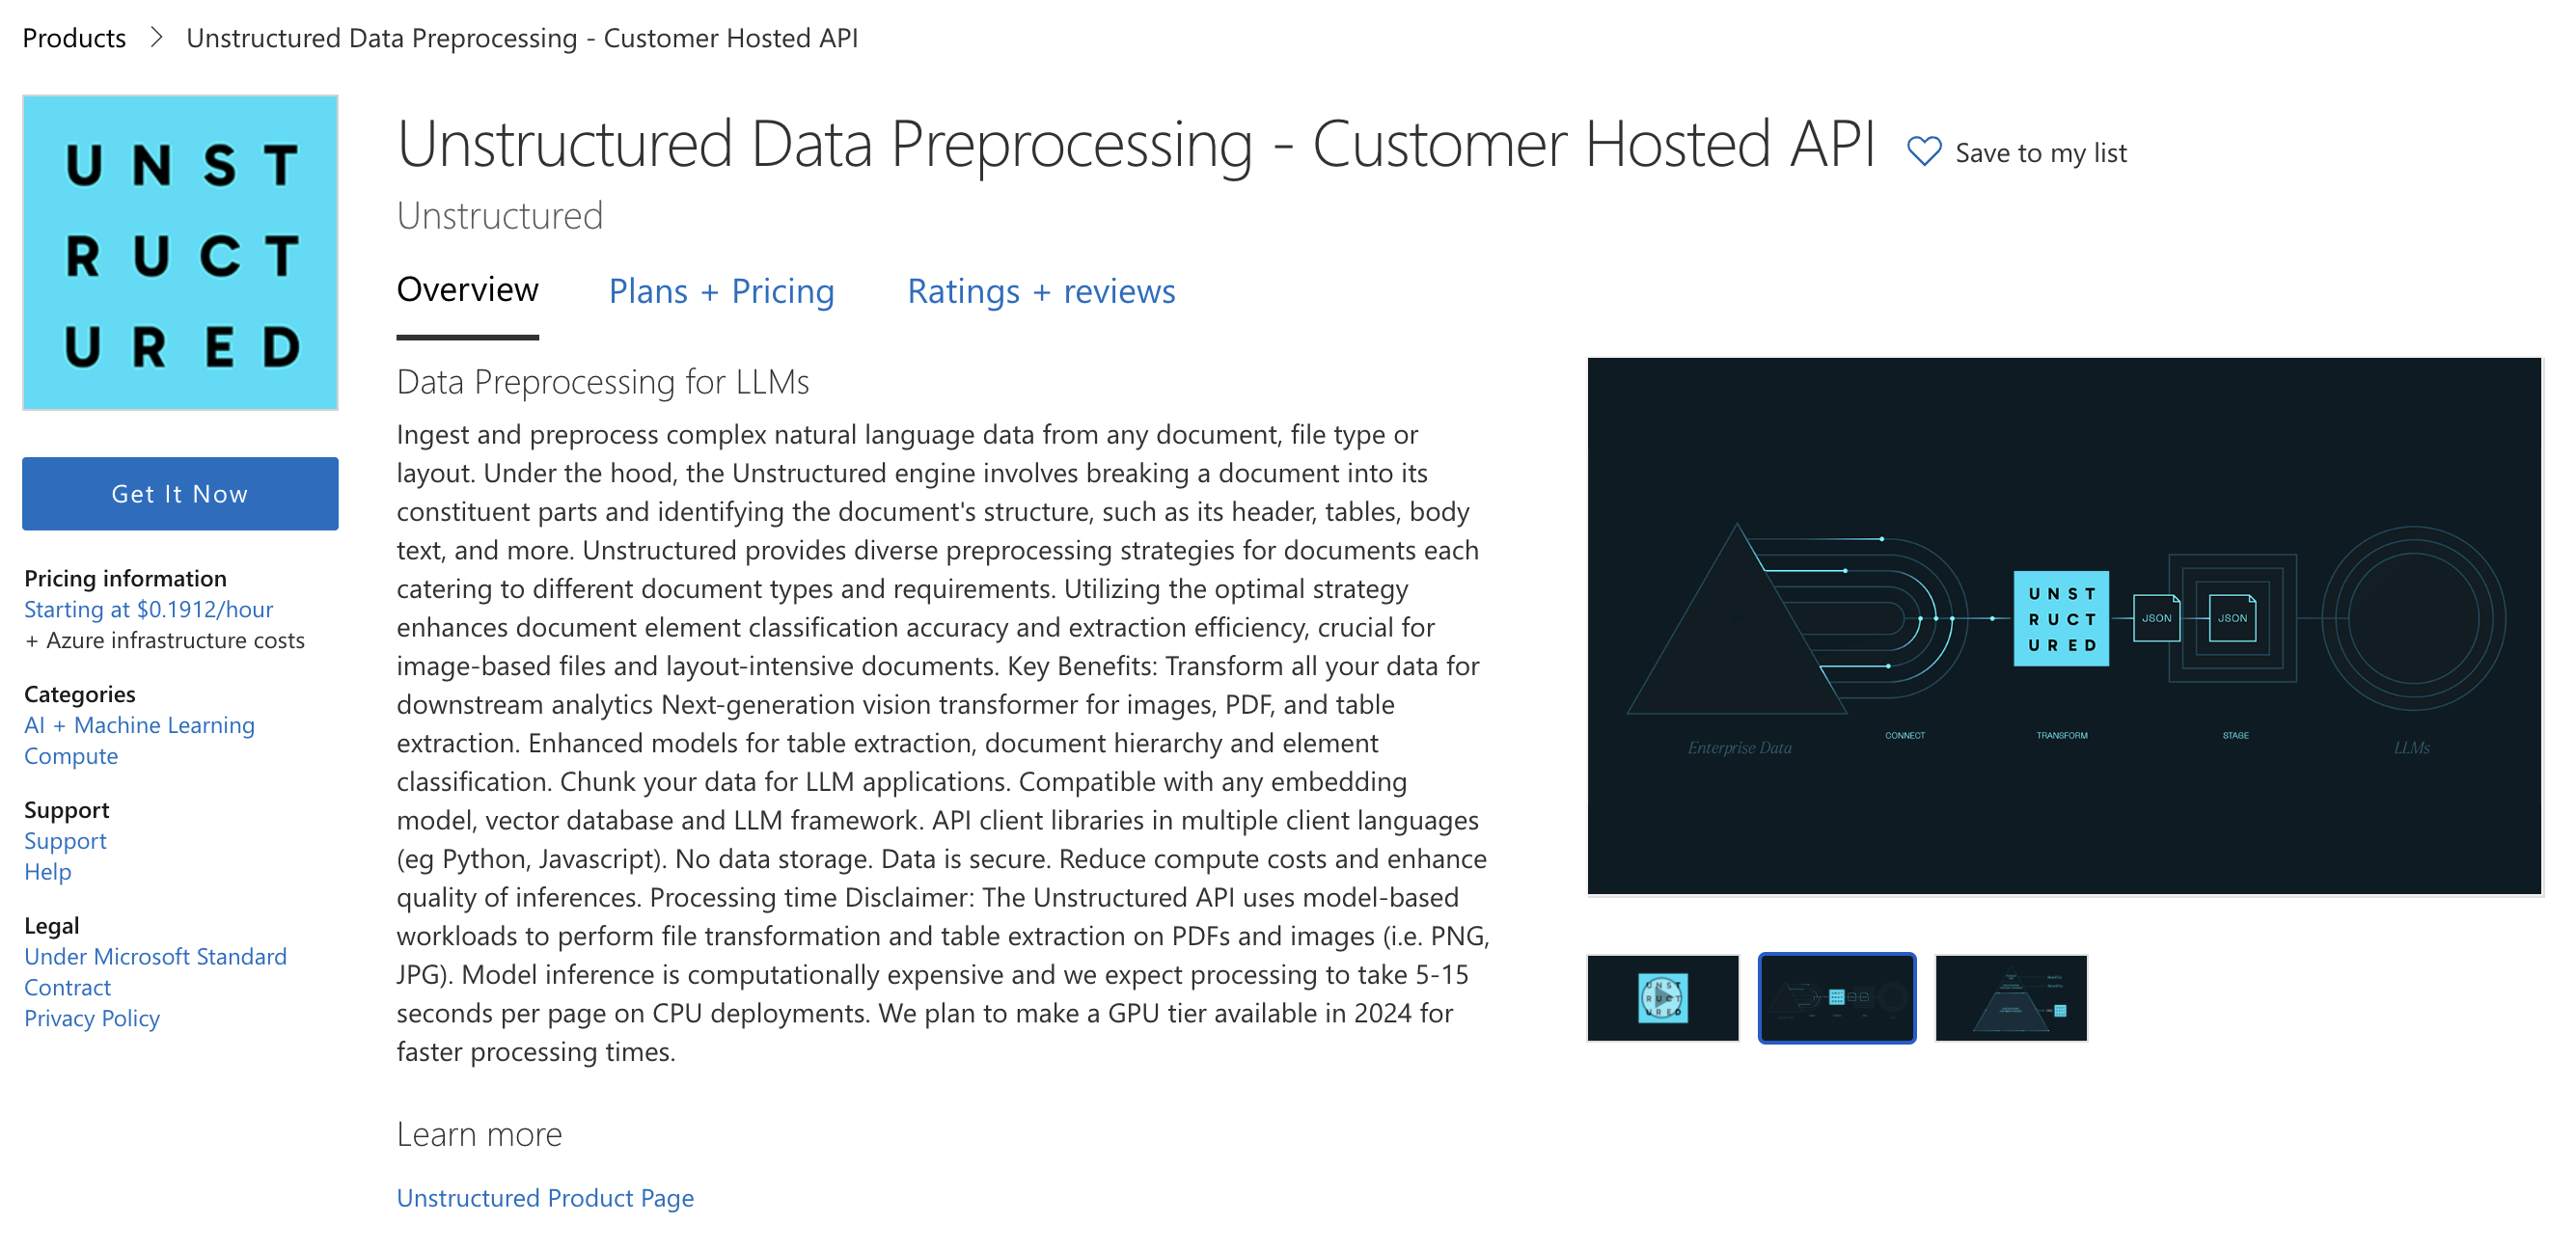 Products > Unstructured Data Preprocessing - Customer Hosted API
UNST
RUCT
URED
Unstructured Data Preprocessing - Customer Hosted API
Save to my list
Unstructured
Overview
Plans + Pricing
Ratings + reviews
Get It Now
Pricing information
Starting at $0.1912/hour
+ Azure infrastructure costs
Categories
AI + Machine Learning
Compute
Support
Support
Help
Legal
Under Microsoft Standard
Contract
Privacy Policy
Data Preprocessing for LLMs
Ingest and preprocess complex natural language data from any document, file type or
layout. Under the hood, the Unstructured engine involves breaking a document into its
constituent parts and identifying the document's structure, such as its header, tables, body
text, and more. Unstructured provides diverse preprocessing strategies for documents each
catering to different document types and requirements. Utilizing the optimal strategy
enhances document element classification accuracy and extraction efficiency, crucial for
image-based files and layout-intensive documents. Key Benefits: Transform all your data for
downstream analytics Next-generation vision transformer for images, PDF, and table
extraction. Enhanced models for table extraction, document hierarchy and element
classification. Chunk your data for LLM applications. Compatible with any embedding
model, vector database and LLM framework. API client libraries in multiple client languages
(eg Python, Javascript). No data storage. Data is secure. Reduce compute costs and enhance
quality of inferences. Processing time Disclaimer: The Unstructured API uses model-based
workloads to perform file transformation and table extraction on PDFs and images (i.e. PNG,
JPG). Model inference is computationally expensive and we expect processing to take 5-15
seconds per page on CPU deployments. We plan to make a GPU tier available in 2024 for
faster processing times.
Learn more
Unstructured Product Page
UNST
RUCT
URED
JSON
JSON
Enterprise Data
CONNECT
TRANSFORM
STAGE
LLMs
UNST
RUCT
URED